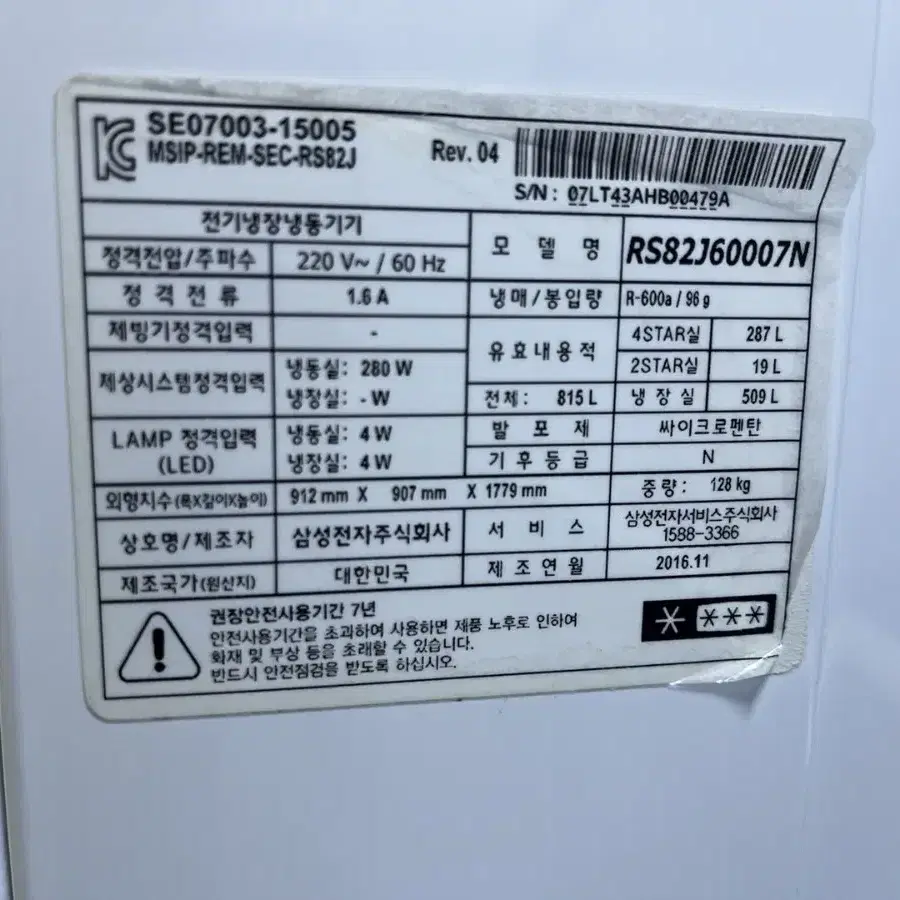 SE07003-15005
MSIP-REM-SEC-RS82J
Rev. 04
S/N : 07LT43AHB00479A
전기냉장냉동기기
정격전압/주파수 220 V~ / 60 Hz
정격전류 1.6 A
제빙기정격입력 -
제상시스템정격입력 냉동실: 280 W
냉장실: - W
LAMP 정격입력 (LED) 냉동실: 4 W
냉장실: 4 W
모델명 RS82J60007N
냉매/봉입량 R-600a / 96 g
유효내용적 4STAR실 287 L
2STAR실 19 L
전체: 815 L 냉장실 509 L
발포제 싸이크로펜탄
기후등급 N
외형지수(폭X깊이X높이) 912 mm X 907 mm X 1779 mm 중량: 128 kg
상호명/제조자 삼성전자주식회사 서비스 삼성전자서비스주식회사
1588-3366
제조국가(원산지) 대한민국 제조연월 2016.11
권장안전사용기간 7년
안전사용기간을 초과하여 사용하면 제품 노후로 인하여
화재 및 부상 등을 초래할 수 있습니다.
반드시 안전점검을 받도록 하십시오.